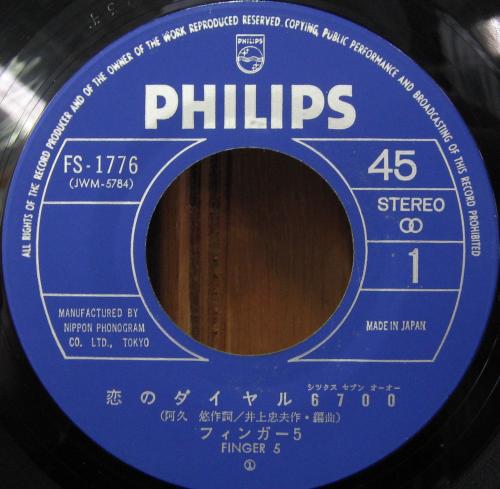 ALL RIGHTS OF THE RECORD PRODUCER AND OF THE OWNER OF THE WORK REPRODUCED RESERVED. COPYING, PUBLIC PERFORMANCE AND BROADCASTING OF THIS RECORD PROHIBITED
PHILIPS
PHILIPS
FS-1776
(JWM-5784)
45
STEREO
1
MANUFACTURED BY
NIPPON PHONOGRAM
CO. LTD., TOKYO
MADE IN JAPAN
シックス セブン オーオー
恋のダイヤル6700
(阿久 悠作詞/井上忠夫作・編曲)
フィンガー5
FINGER 5
①